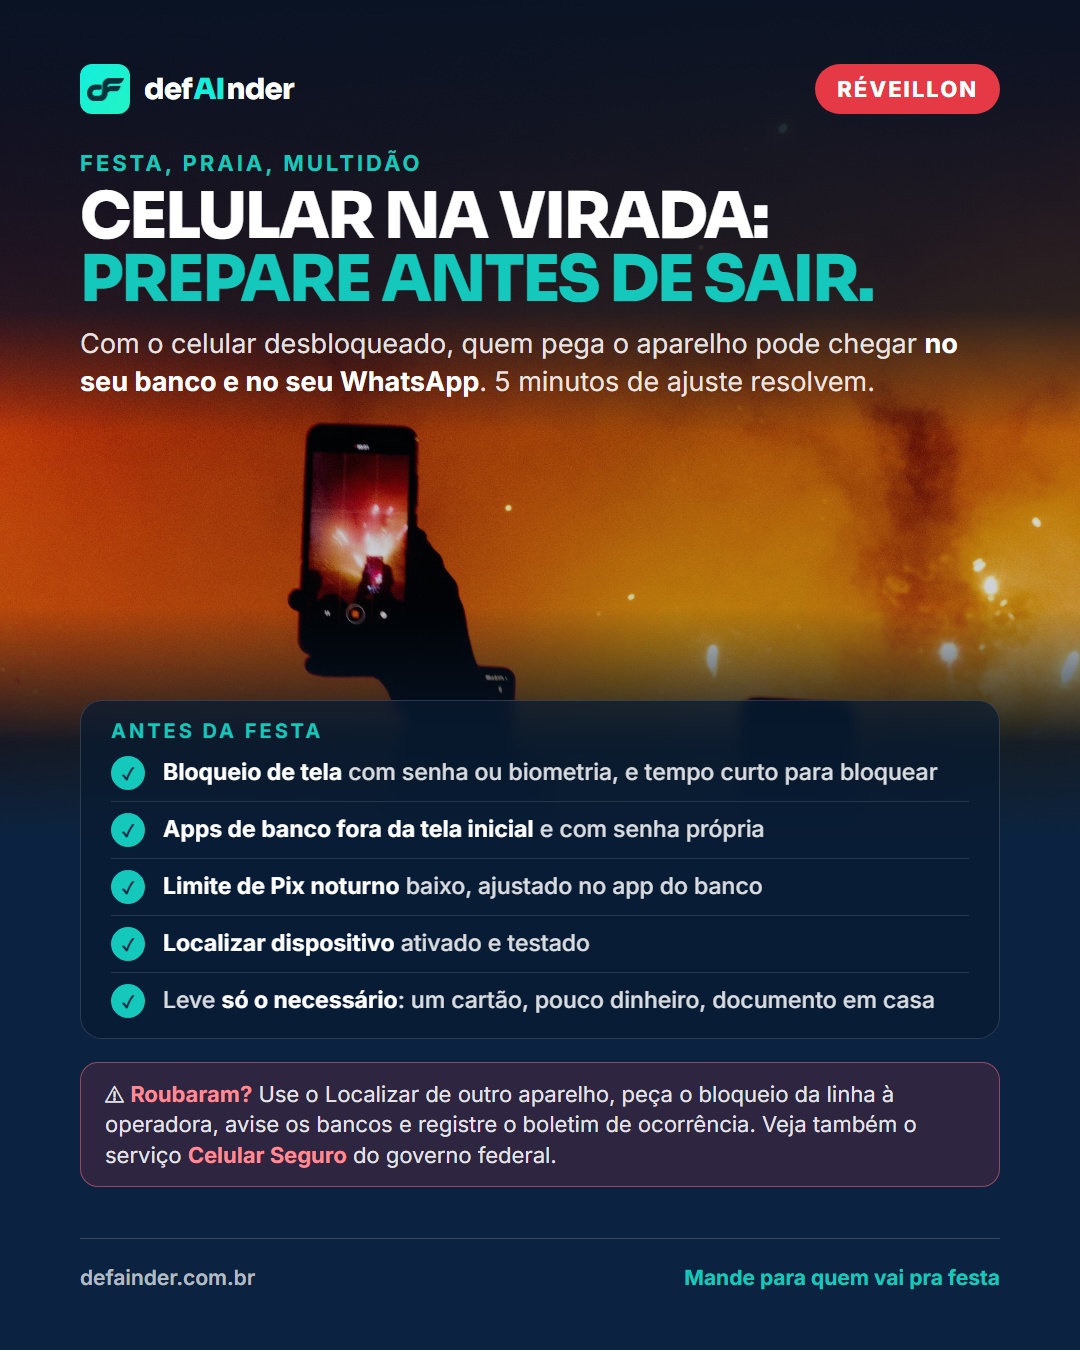 defAInder
RÉVEILLON
FESTA, PRAIA, MULTIDÃO
CELULAR NA VIRADA:
PREPARE ANTES DE SAIR.
Com o celular desbloqueado, quem pega o aparelho pode chegar no
seu banco e no seu WhatsApp. 5 minutos de ajuste resolvem.
ANTES DA FESTA
✓ Bloqueio de tela com senha ou biometria, e tempo curto para bloquear
✓ Apps de banco fora da tela inicial e com senha própria
✓ Limite de Pix noturno baixo, ajustado no app do banco
✓ Localizar dispositivo ativado e testado
✓ Leve só o necessário: um cartão, pouco dinheiro, documento em casa
⚠ Roubaram? Use o Localizar de outro aparelho, peça o bloqueio da linha à
operadora, avise os bancos e registre o boletim de ocorrência. Veja também o
serviço Celular Seguro do governo federal.
defainder.com.br
Mande para quem vai pra festa